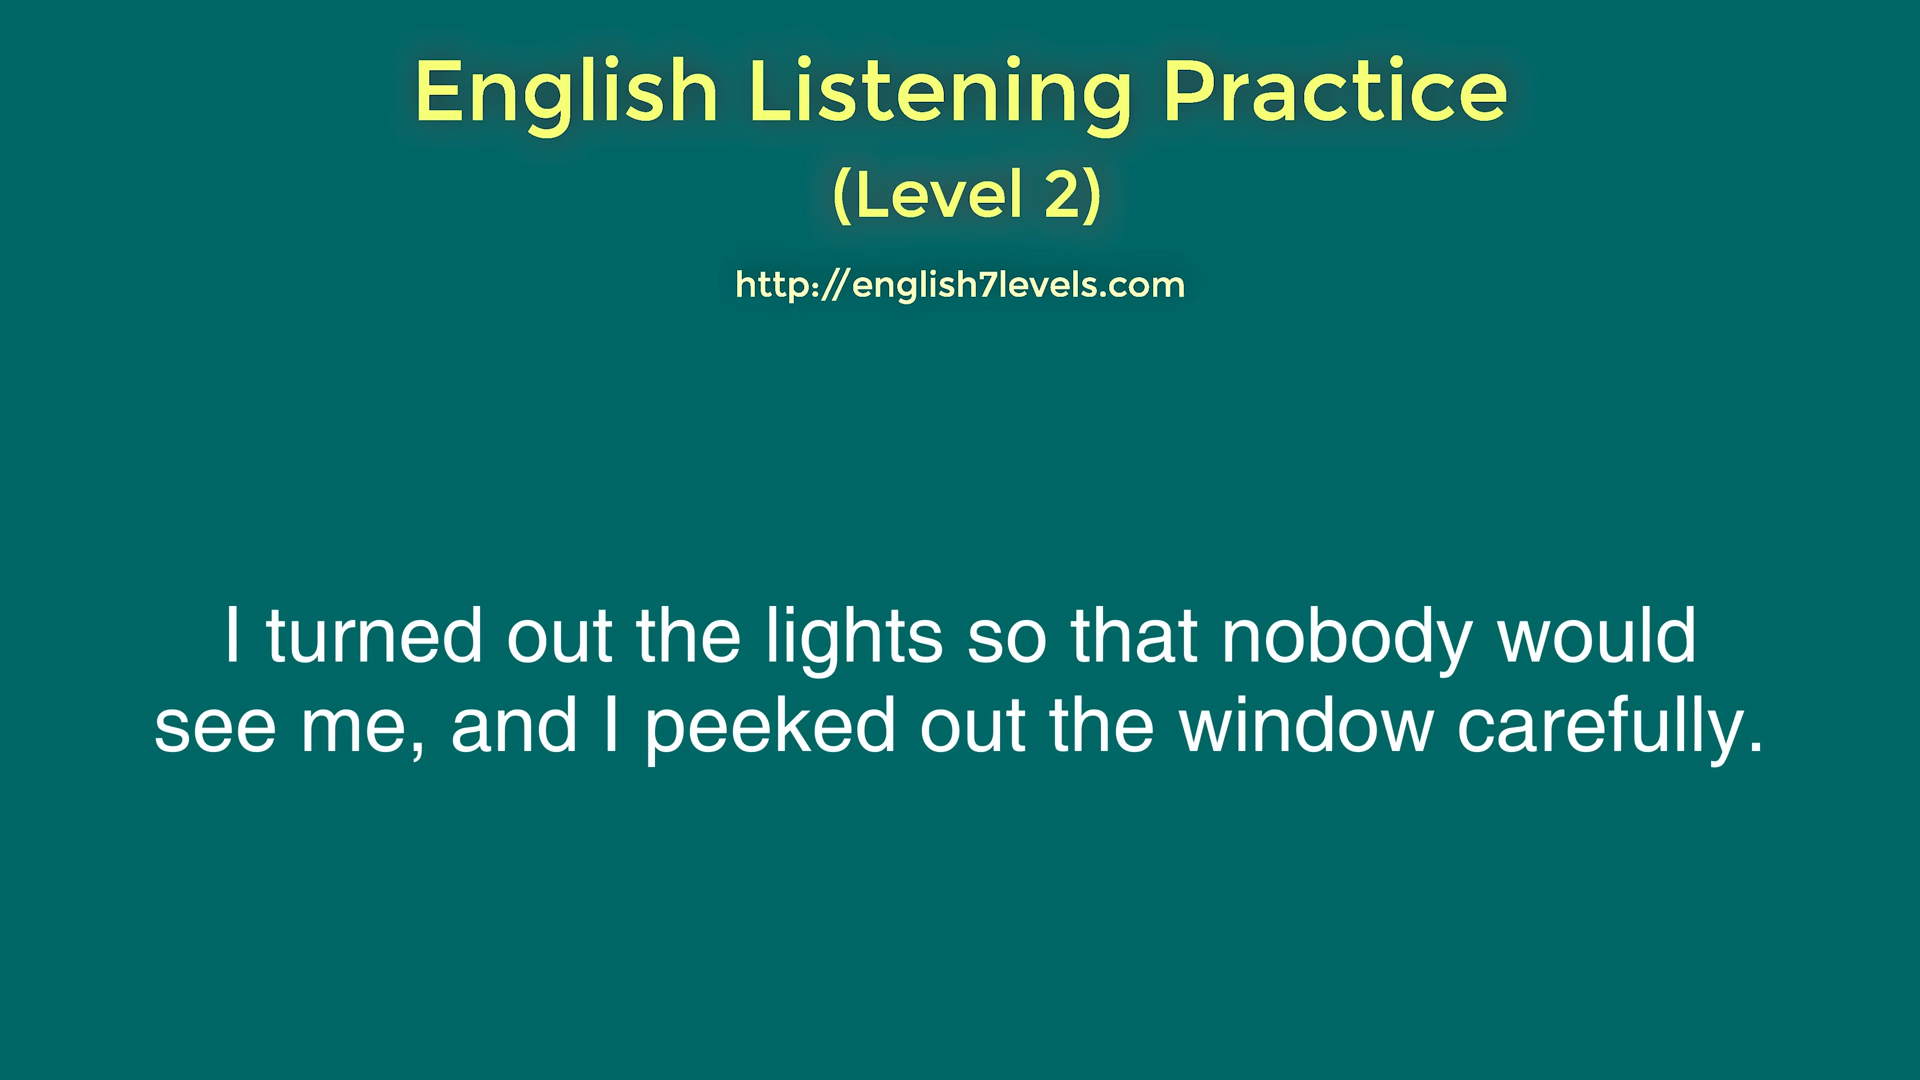 English Listening Practice
(Level 2)
http://english7levels.com
I turned out the lights so that nobody would
see me, and I peeked out the window carefully.